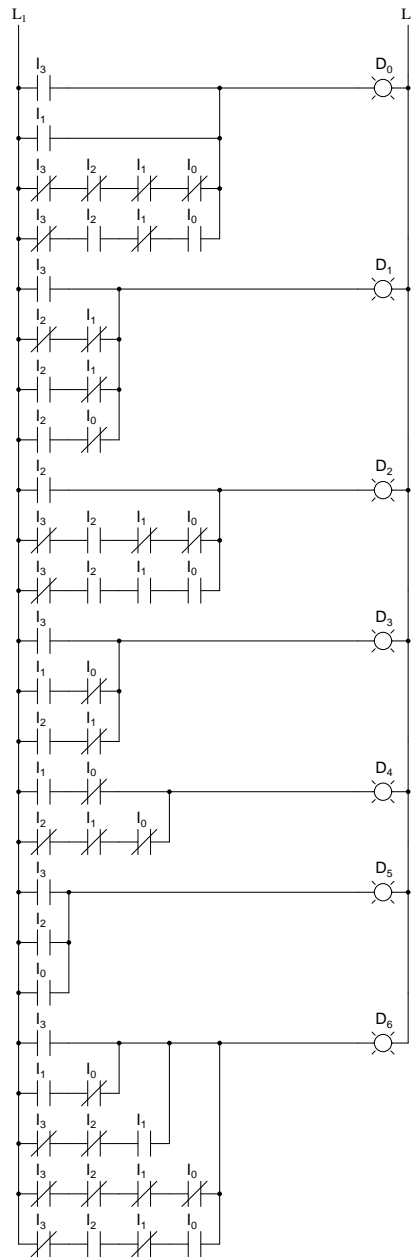 L₁ L
I₃ D₀
I₁
I₃ I₂ I₁ I₀
I₃ I₂ I₁ I₀
I₃ D₁
I₂ I₁
I₂ I₁
I₂ I₀
I₂ D₂
I₃ I₂ I₁ I₀
I₃ I₂ I₁ I₀
I₃ D₃
I₁ I₀
I₂ I₁
I₁ I₀ D₄
I₂ I₁ I₀
I₃ D₅
I₂
I₀
I₃ D₆
I₁ I₀
I₃ I₂ I₁
I₃ I₂ I₁ I₀
I₃ I₂ I₁ I₀